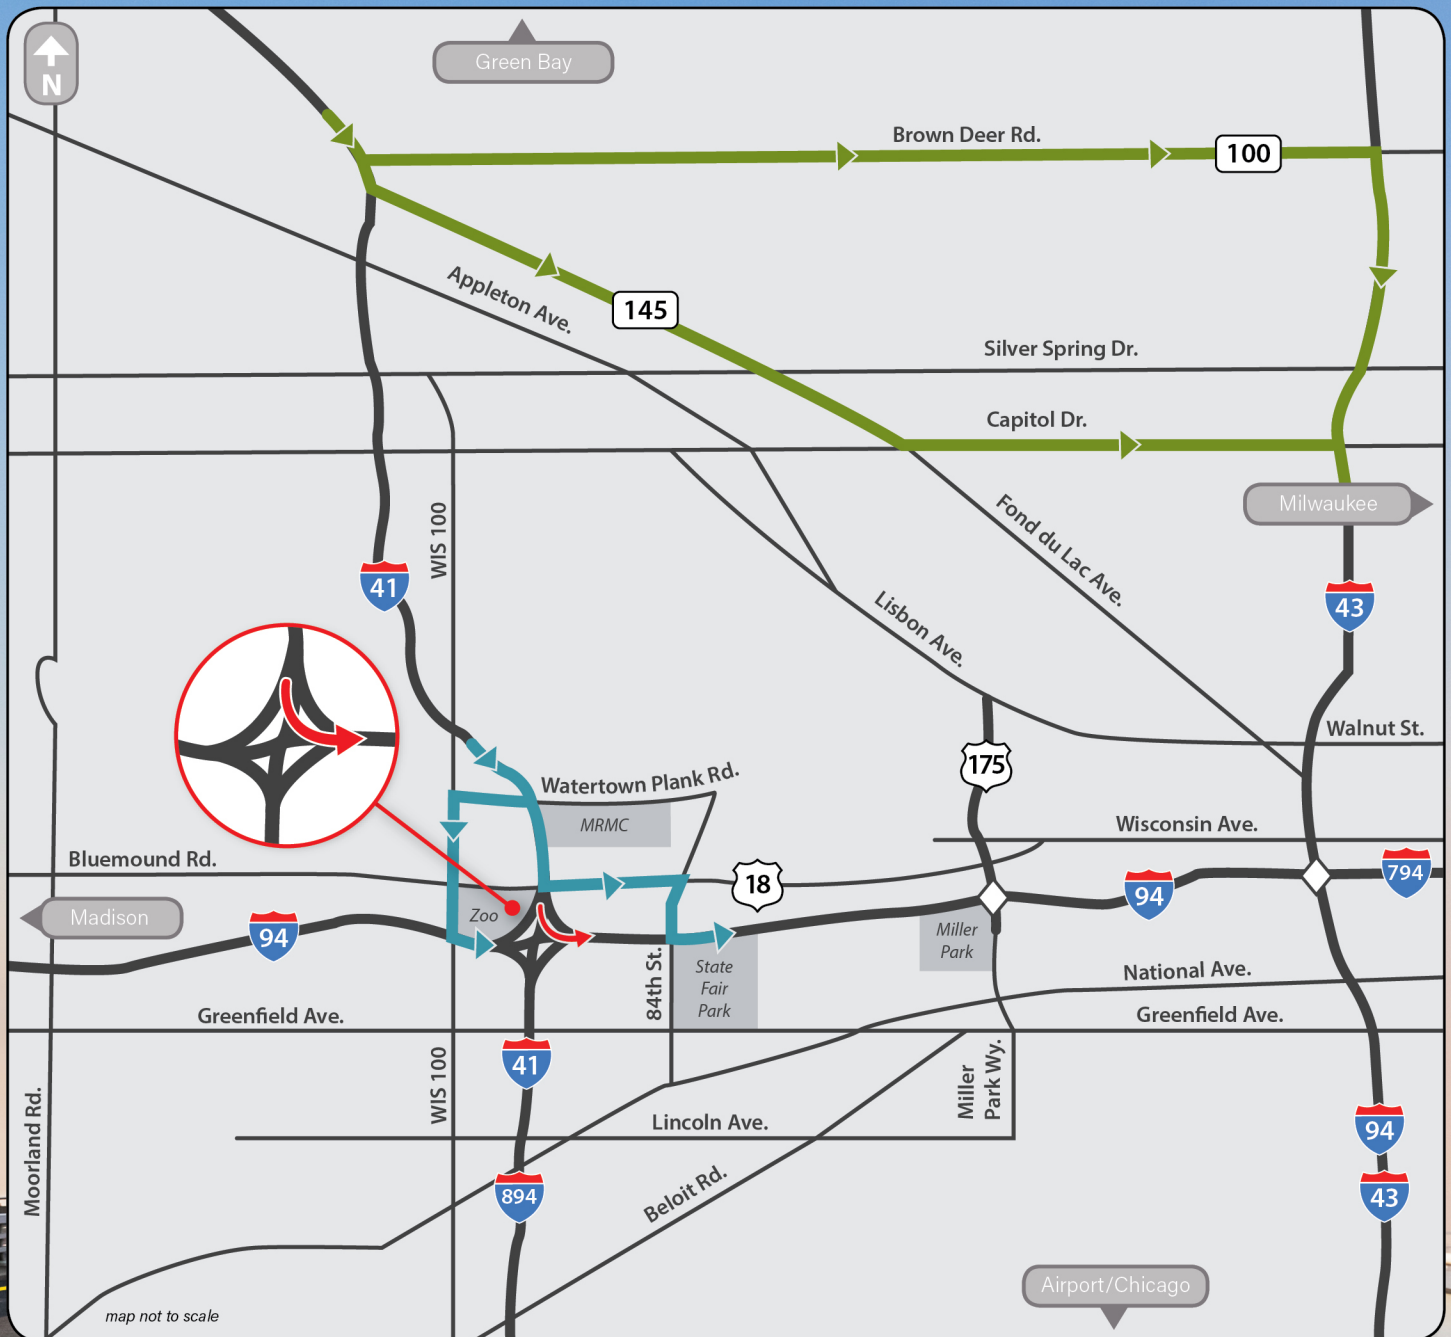 N
Green Bay
Brown Deer Rd.
100
Appleton Ave.
145
Silver Spring Dr.
Capitol Dr.
Milwaukee
WIS 100
Fond du Lac Ave.
41
43
Lisbon Ave.
Walnut St.
175
Watertown Plank Rd.
MRMC
Wisconsin Ave.
Bluemound Rd.
18
794
94
Madison
Zoo
94
Miller
Park
84th St.
State
Fair
Park
National Ave.
Greenfield Ave.
Greenfield Ave.
41
WIS 100
Miller
Park Wy.
Moorland Rd.
Lincoln Ave.
94
Beloit Rd.
894
43
Airport/Chicago
map not to scale